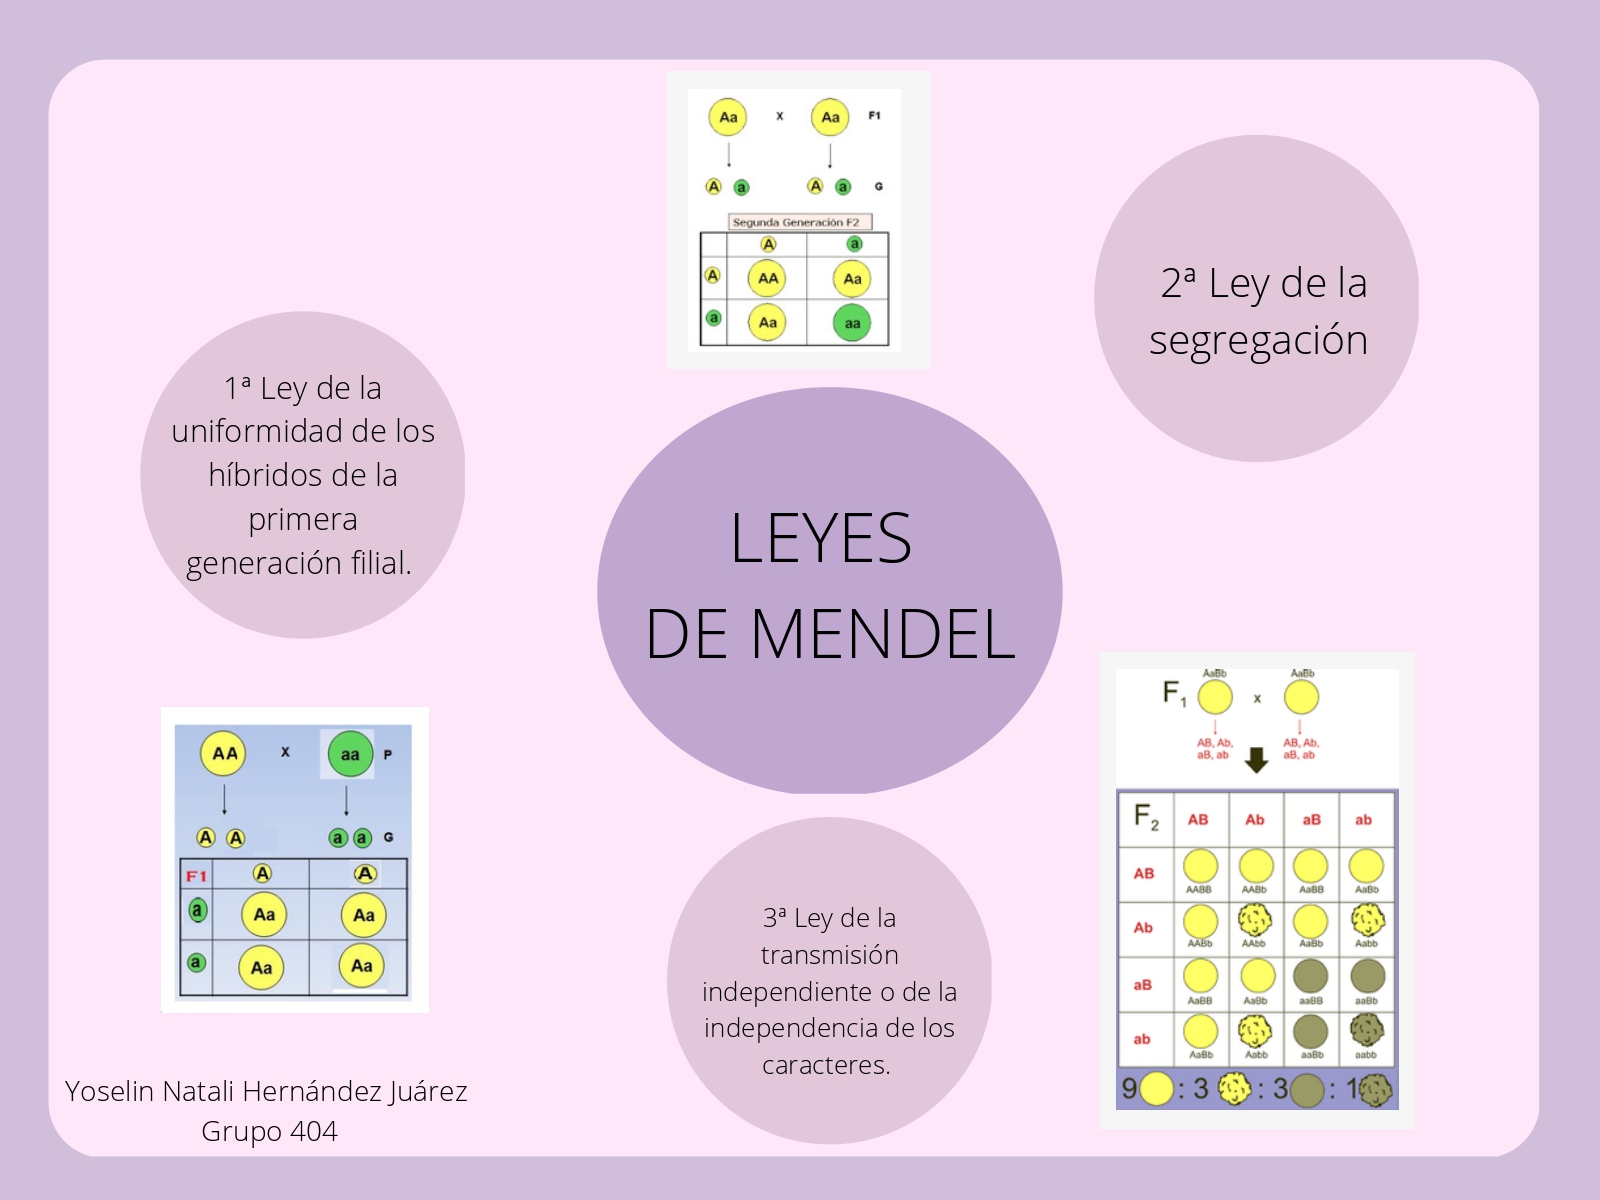 Aa x Aa F1
A a A a G
Segunda Generación F2
A a
A AA Aa
a Aa aa
2ª Ley de la
segregación
1ª Ley de la
uniformidad de los
híbridos de la
primera
generación filial.
LEYES
DE MENDEL
AA x aa P
A A a a G
F1 A A
a Aa Aa
a Aa Aa
3ª Ley de la
transmisión
independiente o de la
independencia de los
caracteres.
AaBb AaBb
F1 x
AB, Ab, AB, Ab,
aB, ab aB, ab
F2 AB Ab aB ab
AB
AABB AABb AaBB AaBb
Ab
AABb AAbb AaBb Aabb
aB
AaBB AaBb aaBB aaBb
ab
AaBb Aabb aaBb aabb
9 : 3 : 3 : 1
Yoselin Natali Hernández Juárez
Grupo 404